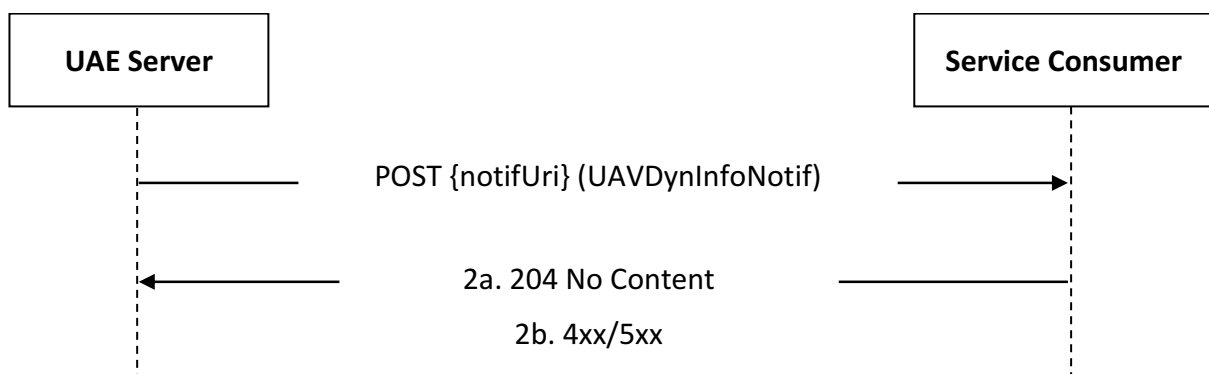 UAE Server
Service Consumer
POST {notifUri} (UAVDynInfoNotif)
2a. 204 No Content
2b. 4xx/5xx